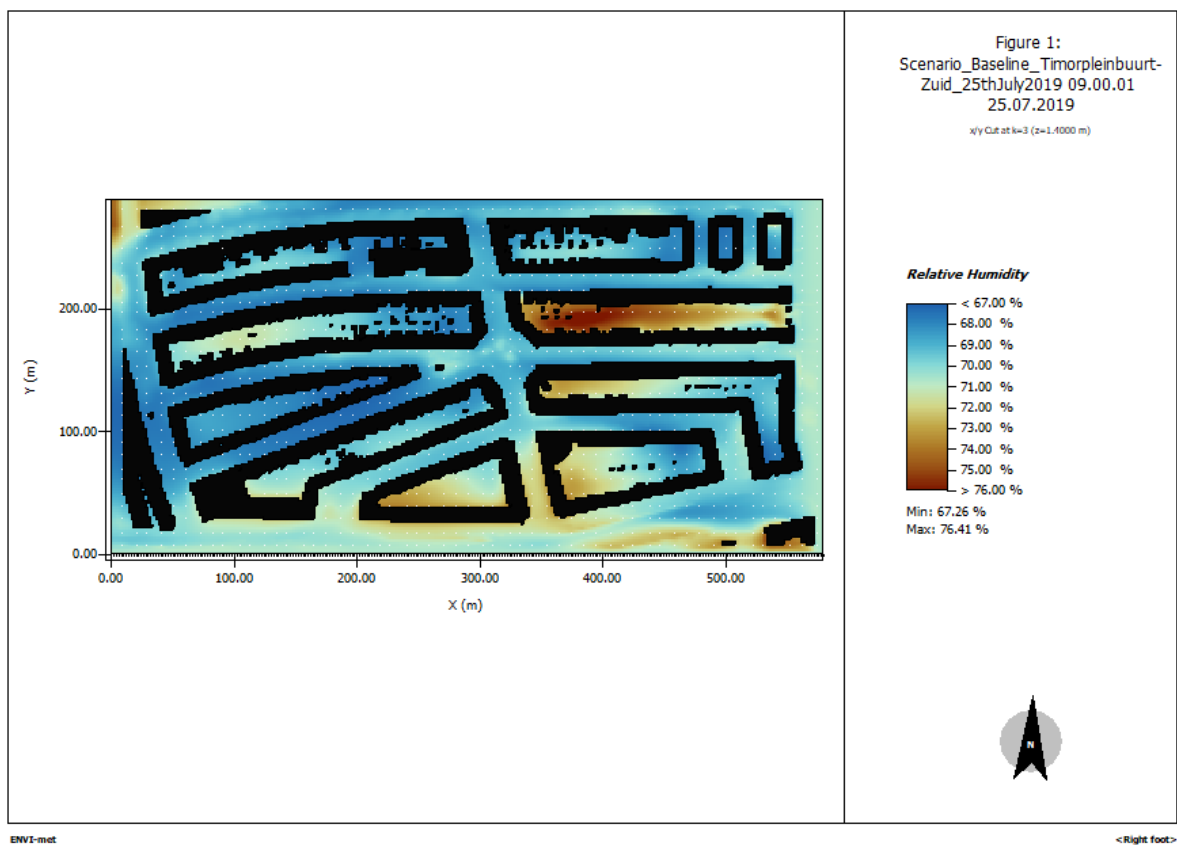 Figure 1:
Scenario_Baseline_Timorpleinbuurt-
Zuid_25thJuly2019 09.00.01
25.07.2019
x/y Cut at k=3 (z=1.4000 m)
Y (m)
200.00
100.00
0.00
0.00 100.00 200.00 300.00 400.00 500.00
X (m)
Relative Humidity
< 67.00 %
68.00 %
69.00 %
70.00 %
71.00 %
72.00 %
73.00 %
74.00 %
75.00 %
> 76.00 %
Min: 67.26 %
Max: 76.41 %
N
ENVI-met
<Right foot>